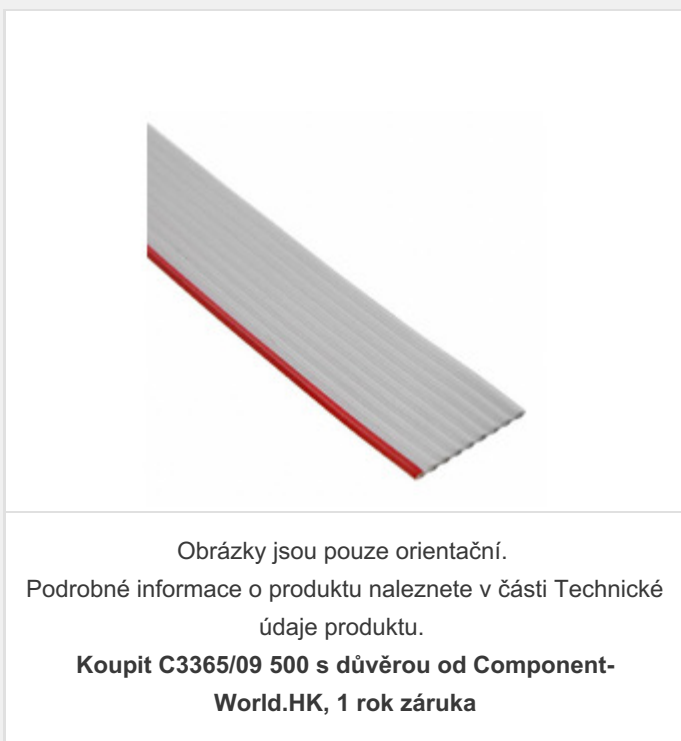 Obrázky jsou pouze orientační.
Podrobné informace o produktu naleznete v části Technické
údaje produktu.
Koupit C3365/09 500 s důvěrou od Component-
World.HK, 1 rok záruka